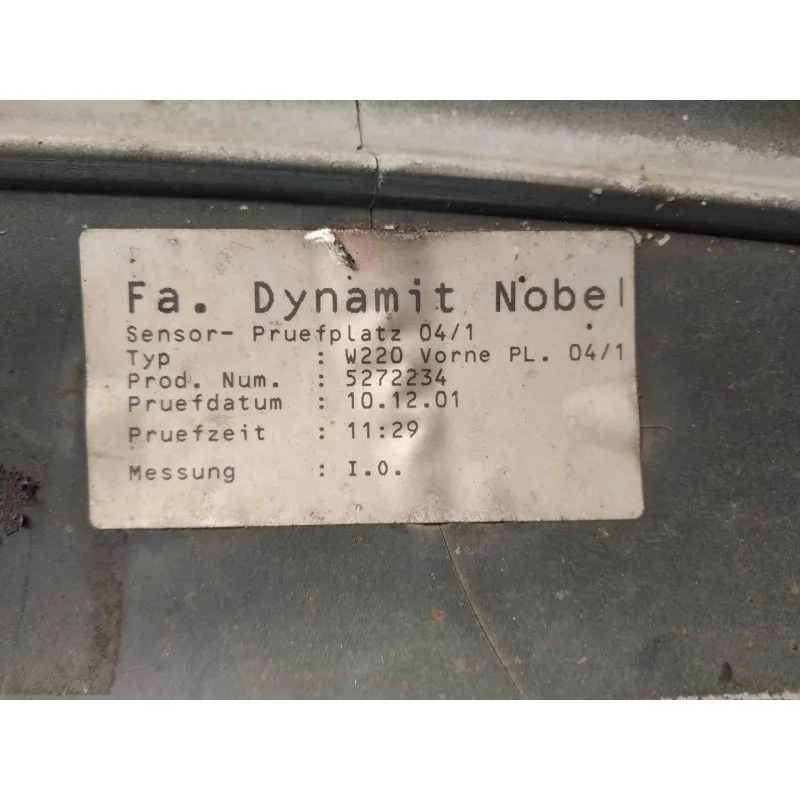 Fa. Dynamit Nobel
Sensor- Pruefplatz 04/1
Typ : W220 Vorne PL. 04/1
Prod. Num. : 5272234
Pruefdatum : 10.12.01
Pruefzeit : 11:29
Messung : I.O.